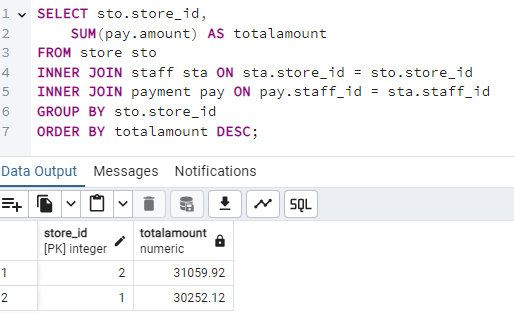 1 SELECT sto.store_id,
2 SUM(pay.amount) AS totalamount
3 FROM store sto
4 INNER JOIN staff sta ON sta.store_id = sto.store_id
5 INNER JOIN payment pay ON pay.staff_id = sta.staff_id
6 GROUP BY sto.store_id
7 ORDER BY totalamount DESC;
Data Output Messages Notifications
SQL
store_id totalamount
[PK] integer numeric
1 2 31059.92
2 1 30252.12